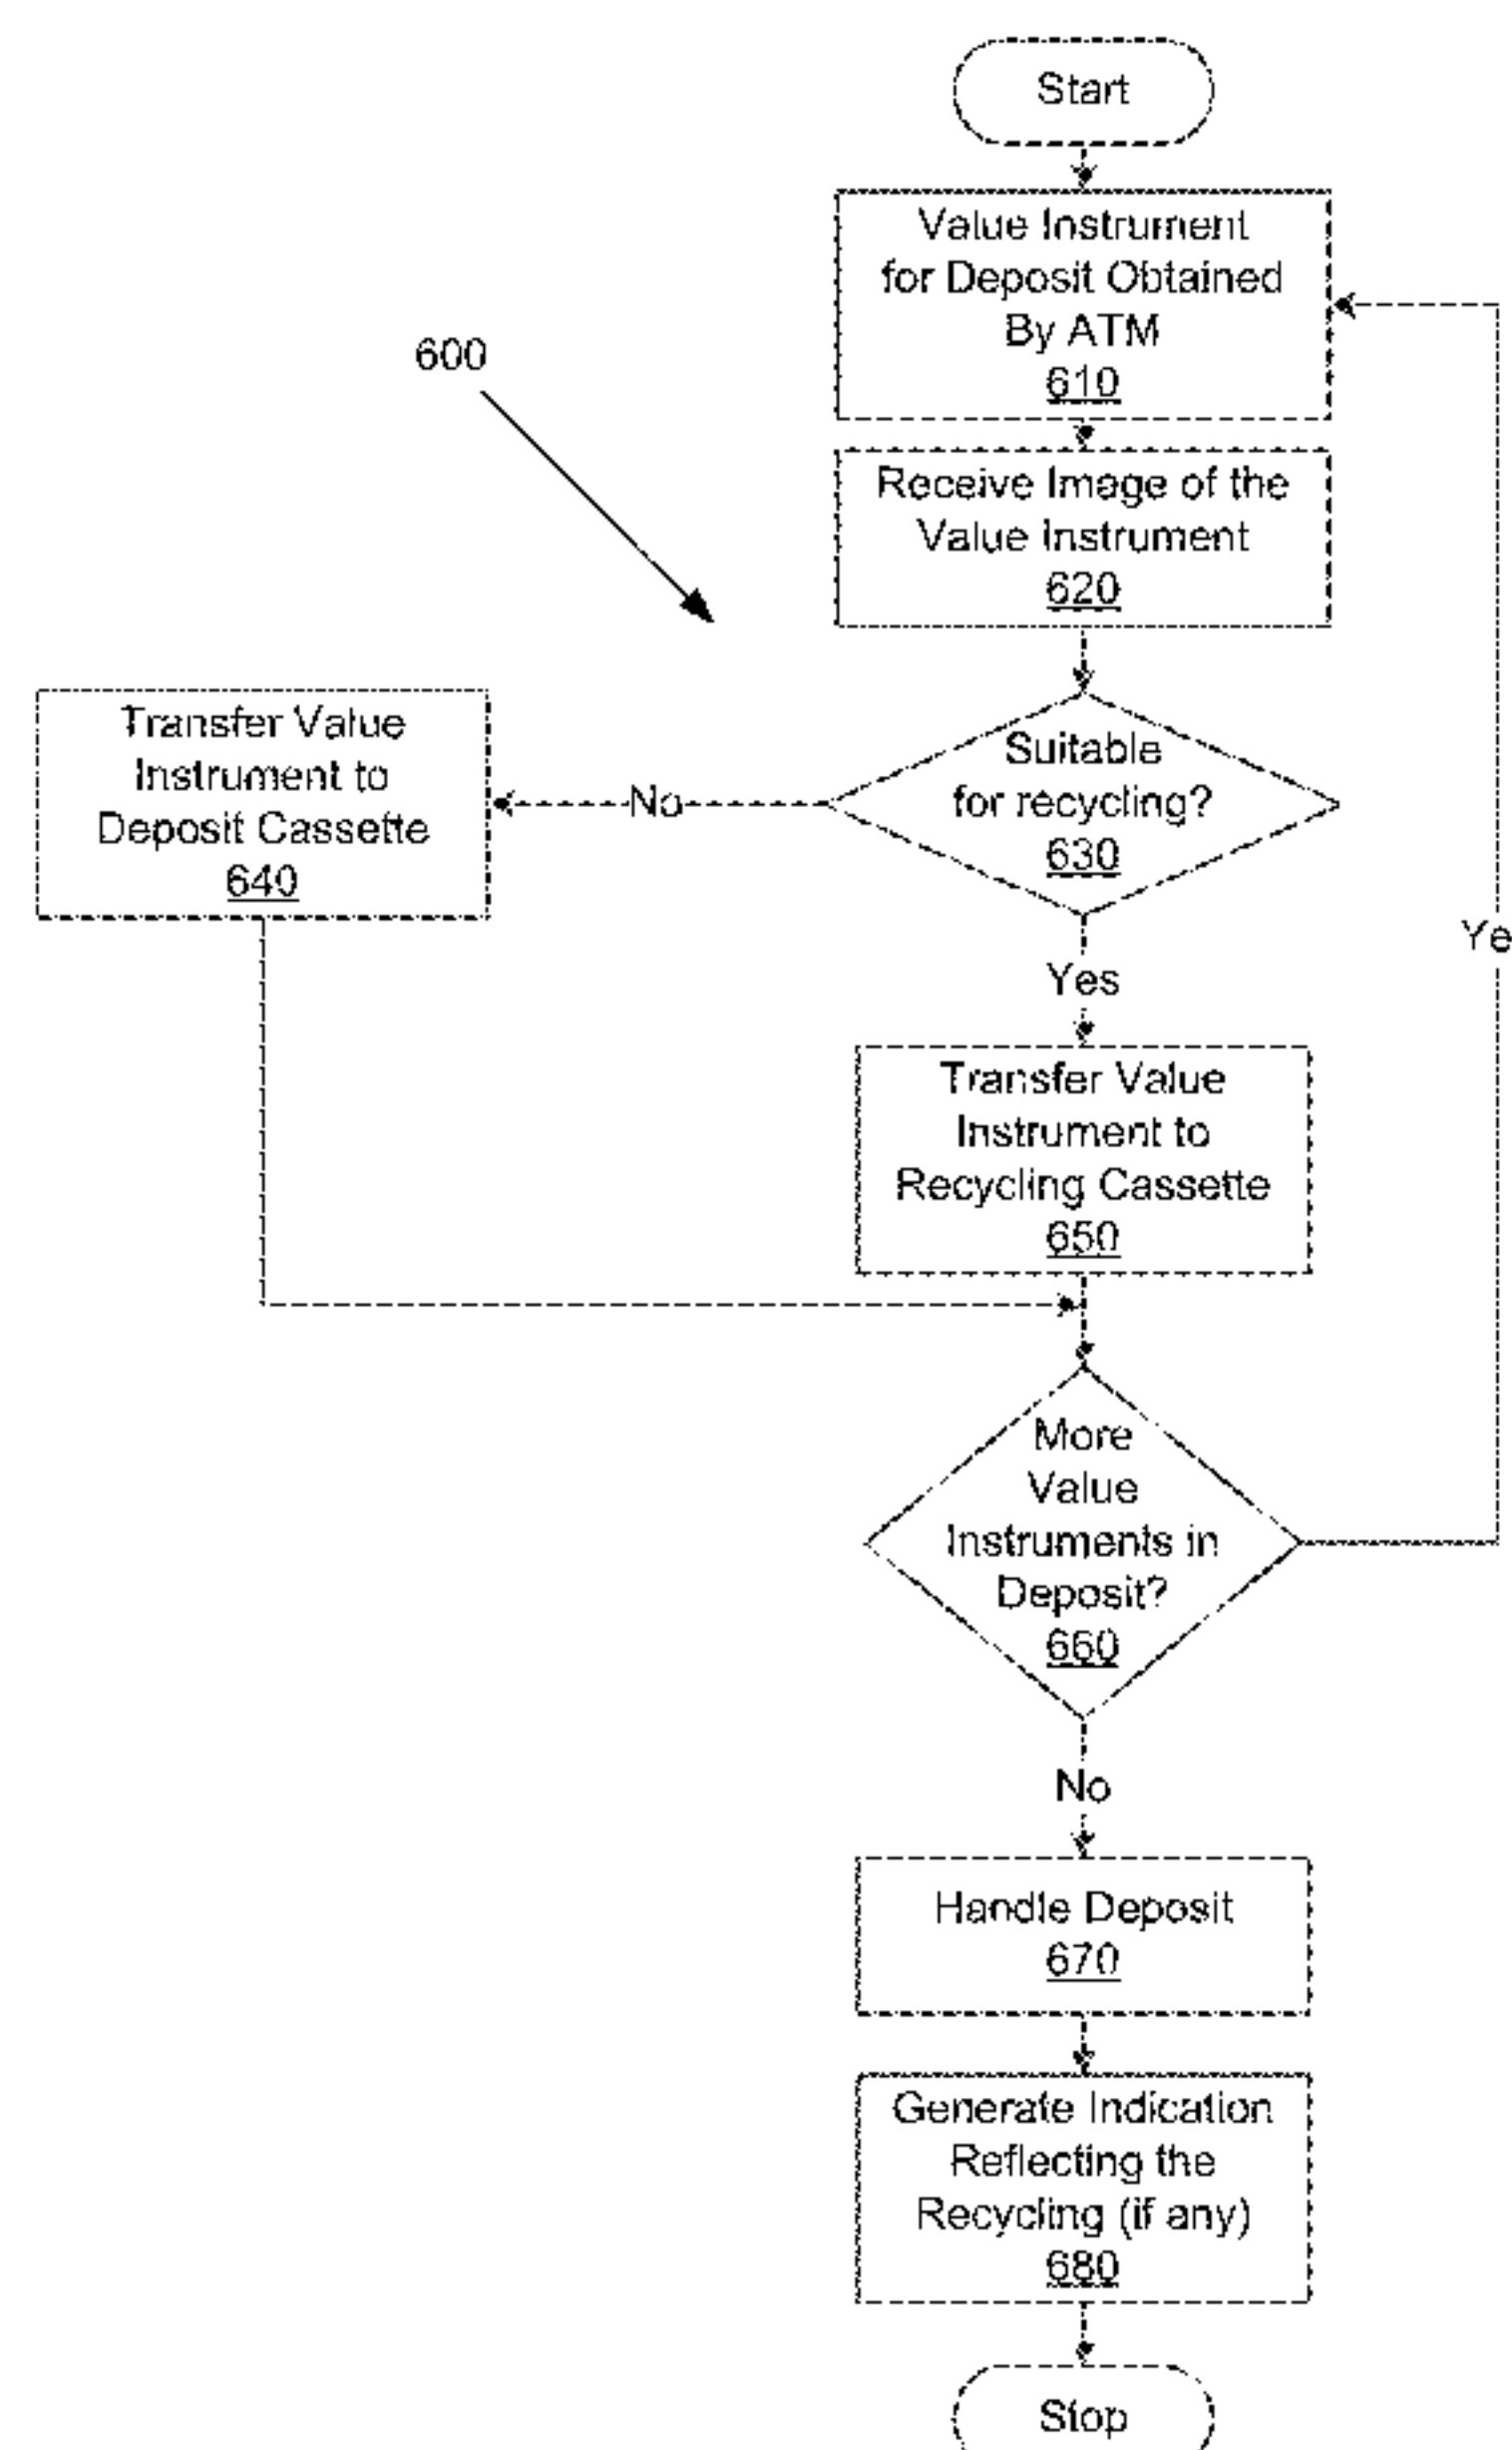 Start
Value Instrument
for Deposit Obtained
By ATM
610
600
Receive Image of the
Value Instrument
620
Transfer Value
Instrument to
Deposit Cassette
640
No
Suitable
for recycling?
630
Ye
Yes
Transfer Value
Instrument to
Recycling Cassette
650
More
Value
Instruments in
Deposit?
660
No
Handle Deposit
670
Generate Indication
Reflecting the
Recycling (if any)
680
Stop